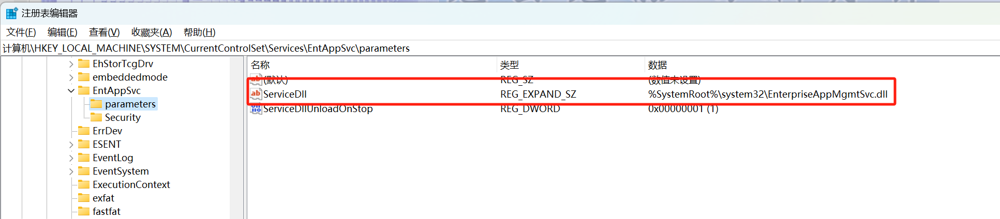 注册表编辑器
文件(F) 编辑(E) 查看(V) 收藏夹(A) 帮助(H)
计算机\HKEY_LOCAL_MACHINE\SYSTEM\CurrentControlSet\Services\EntAppSvc\parameters
EhStorTcgDrv
embeddedmode
EntAppSvc
parameters
Security
ErrDev
ESENT
EventLog
EventSystem
ExecutionContext
exfat
fastfat
名称 类型 数据
(默认) REG_SZ (数值未设置)
ServiceDll REG_EXPAND_SZ %SystemRoot%\system32\EnterpriseAppMgmtSvc.dll
ServiceDllUnloadOnStop REG_DWORD 0x00000001 (1)